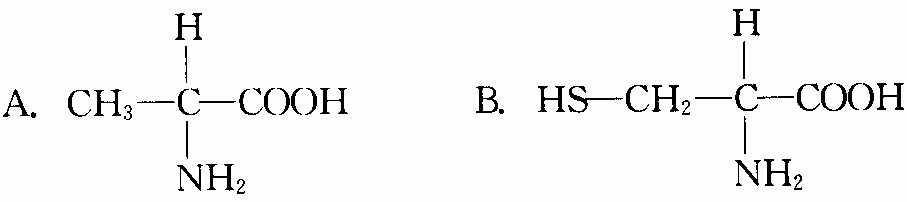 H H
A. CH₃—C—COOH B. HS—CH₂—C—COOH
NH₂ NH₂